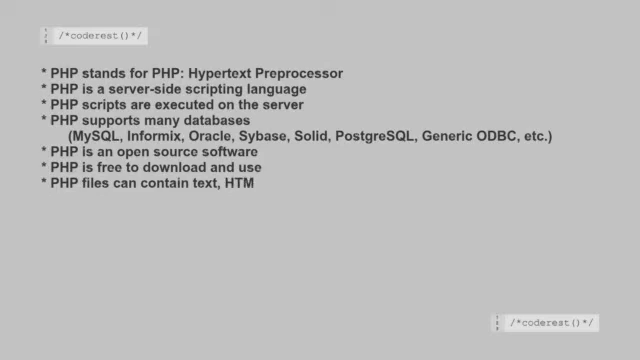 /*coderest()*/
* PHP stands for PHP: Hypertext Preprocessor
* PHP is a server-side scripting language
* PHP scripts are executed on the server
* PHP supports many databases
(MySQL, Informix, Oracle, Sybase, Solid, PostgreSQL, Generic ODBC, etc.)
* PHP is an open source software
* PHP is free to download and use
* PHP files can contain text, HTM
/*coderest()*/